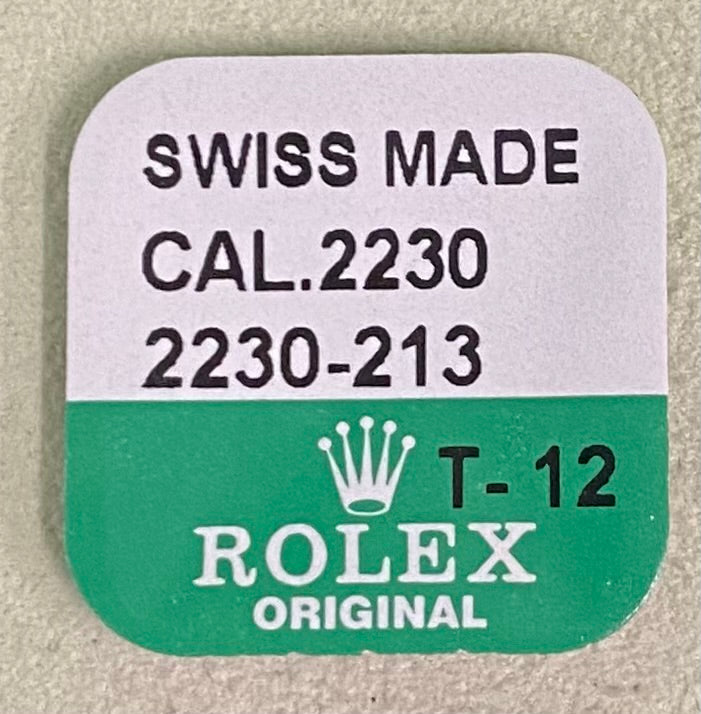 SWISS MADE
CAL.2230
2230-213
T- 12
ROLEX
ORIGINAL